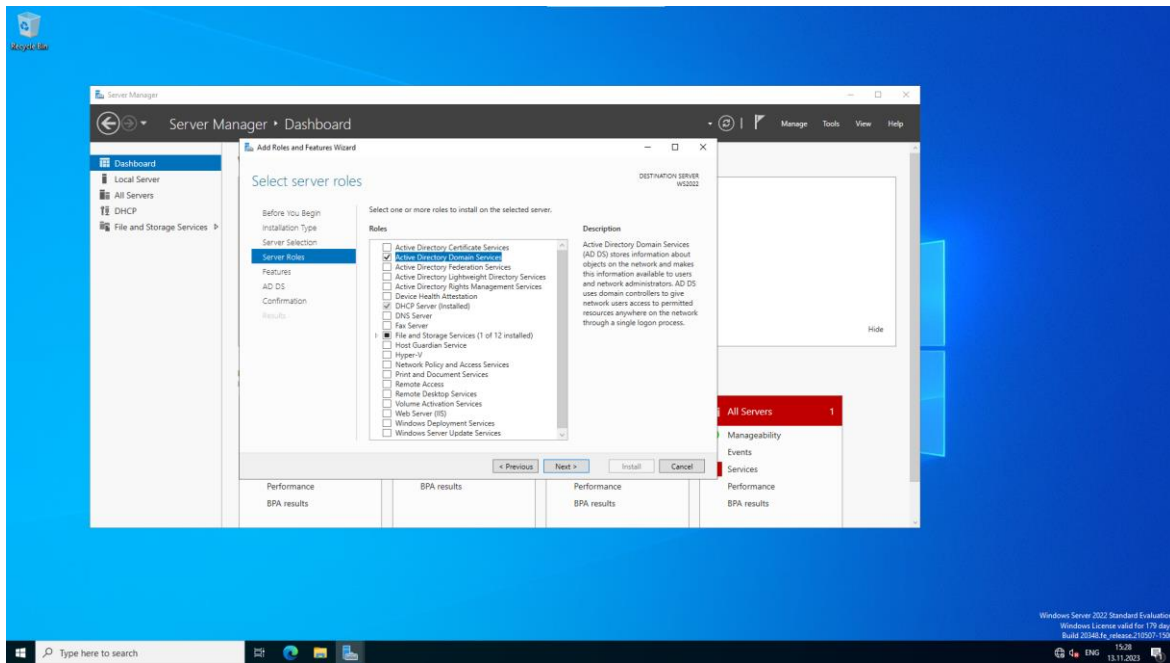 Recycle Bin
Server Manager
Server Manager • Dashboard
Manage Tools View Help
Dashboard
Local Server
All Servers
DHCP
File and Storage Services
Add Roles and Features Wizard
Select server roles
DESTINATION SERVER
WS2022
Before You Begin
Installation Type
Server Selection
Server Roles
Features
AD DS
Confirmation
Results
Select one or more roles to install on the selected server.
Roles
Active Directory Certificate Services
Active Directory Domain Services
Active Directory Federation Services
Active Directory Lightweight Directory Services
Active Directory Rights Management Services
Device Health Attestation
DHCP Server (Installed)
DNS Server
Fax Server
File and Storage Services (1 of 12 installed)
Host Guardian Service
Hyper-V
Network Policy and Access Services
Print and Document Services
Remote Access
Remote Desktop Services
Volume Activation Services
Web Server (IIS)
Windows Deployment Services
Windows Server Update Services
Description
Active Directory Domain Services
(AD DS) stores information about
objects on the network and makes
this information available to users
and network administrators. AD DS
uses domain controllers to give
network users access to permitted
resources anywhere on the network
through a single logon process.
< Previous Next > Install Cancel
Hide
All Servers 1
Manageability
Events
Services
Performance
BPA results
Performance
BPA results
BPA results
Performance
BPA results
Windows Server 2022 Standard Evaluatio
Windows License valid for 179 day
Build 20348.fe_release.210507-150
Type here to search
ENG
15:28
13.11.2023